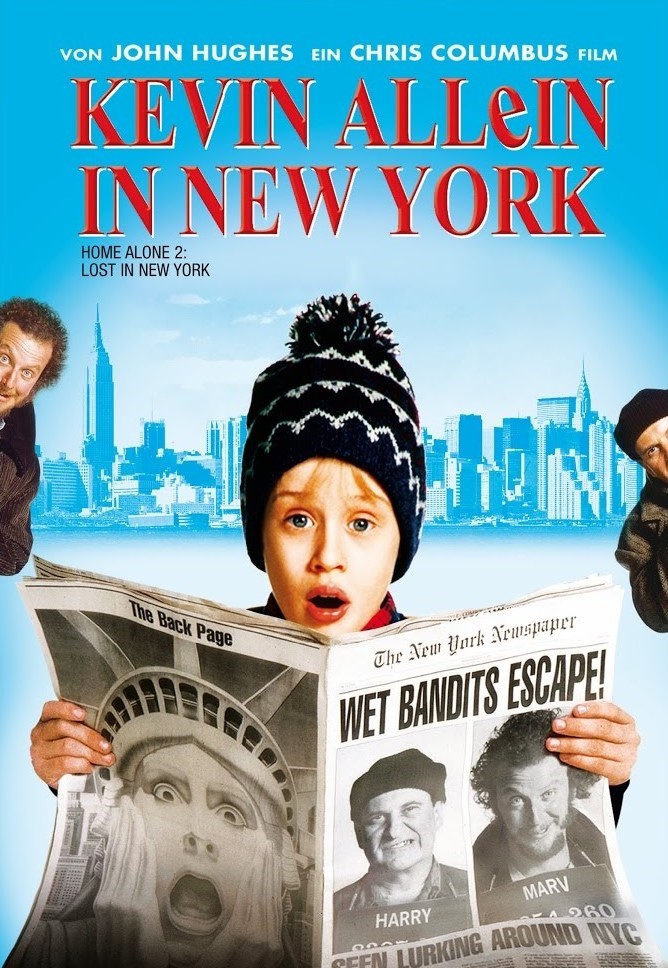 VON JOHN HUGHES EIN CHRIS COLUMBUS FILM
KEVIN ALLeIN
IN NEW YORK
HOME ALONE 2:
LOST IN NEW YORK
The Back Page
The New York Newspaper
WET BANDITS ESCAPE!
HARRY
MARV
SEEN LURKING AROUND NYC